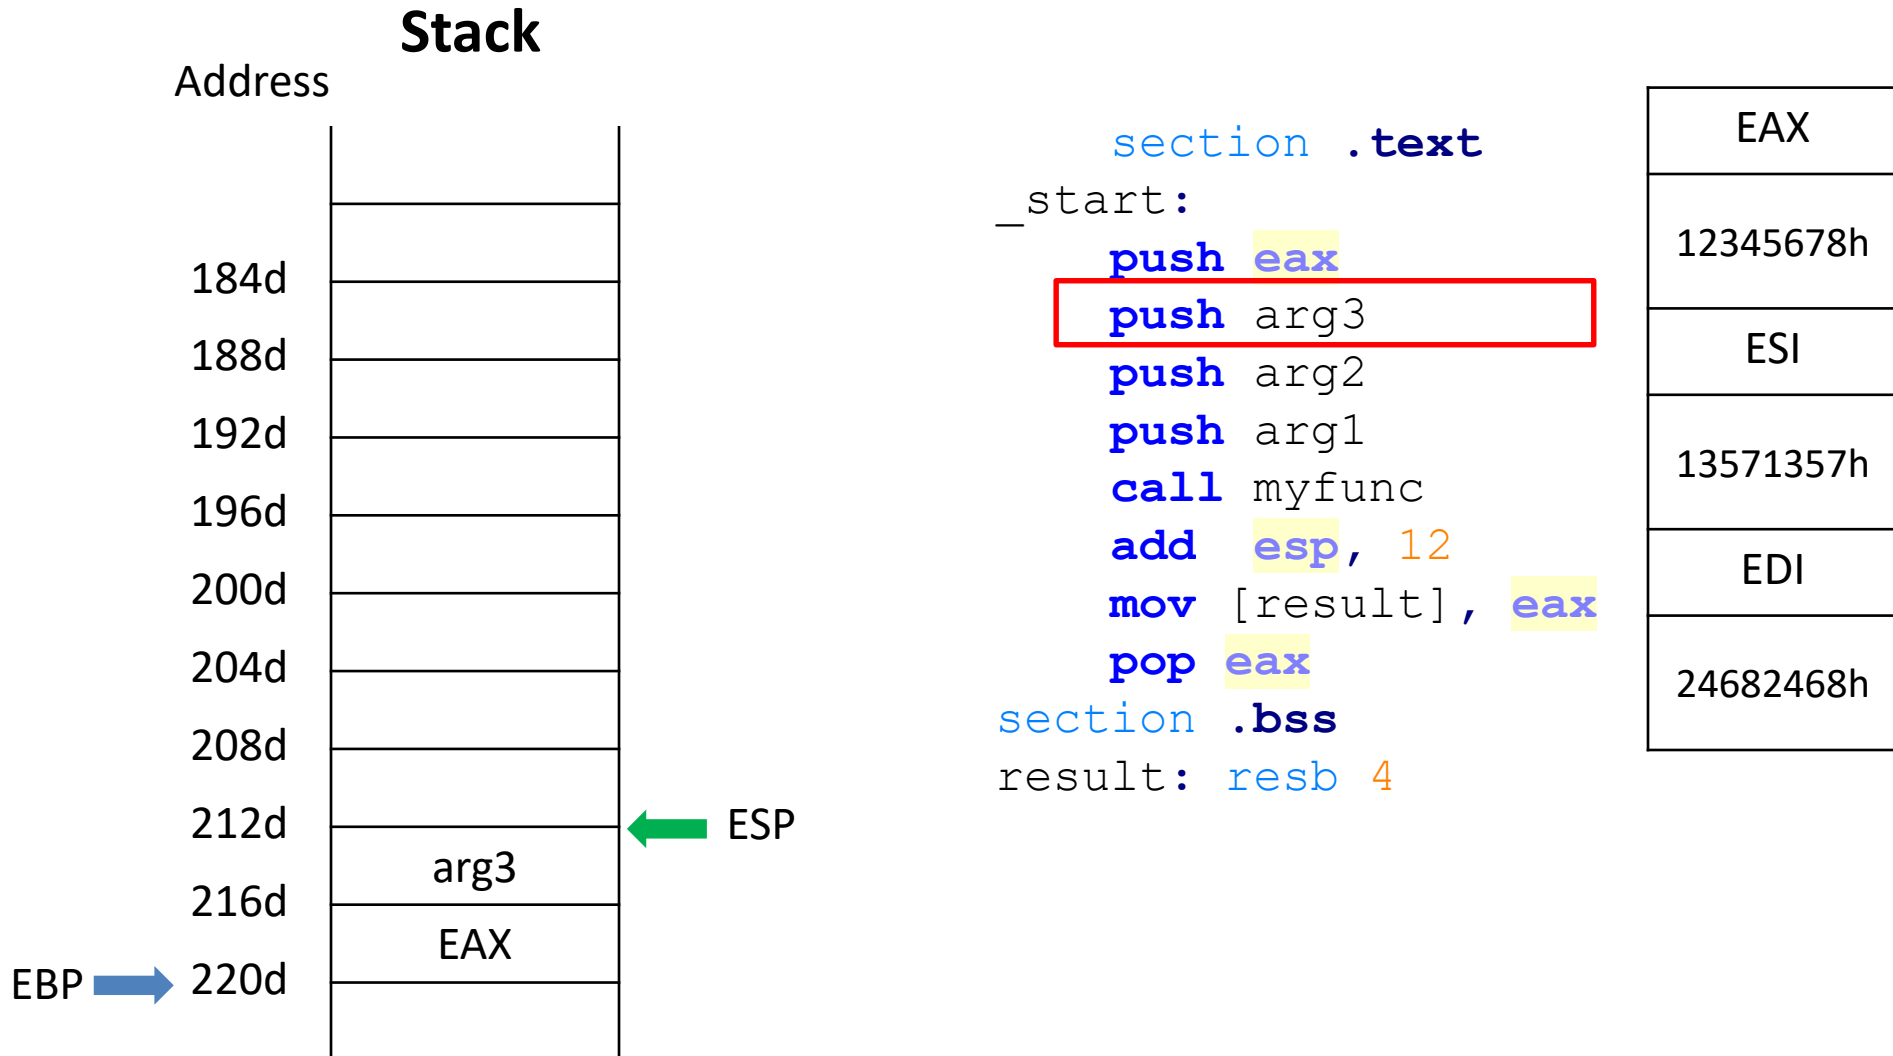 Stack
Address
184d
188d
192d
196d
200d
204d
208d
212d
ESP
arg3
216d
EAX
EBP
220d
section .text
_start:
push eax
push arg3
push arg2
push arg1
call myfunc
add esp, 12
mov [result], eax
pop eax
section .bss
result: resb 4
EAX
12345678h
ESI
13571357h
EDI
24682468h